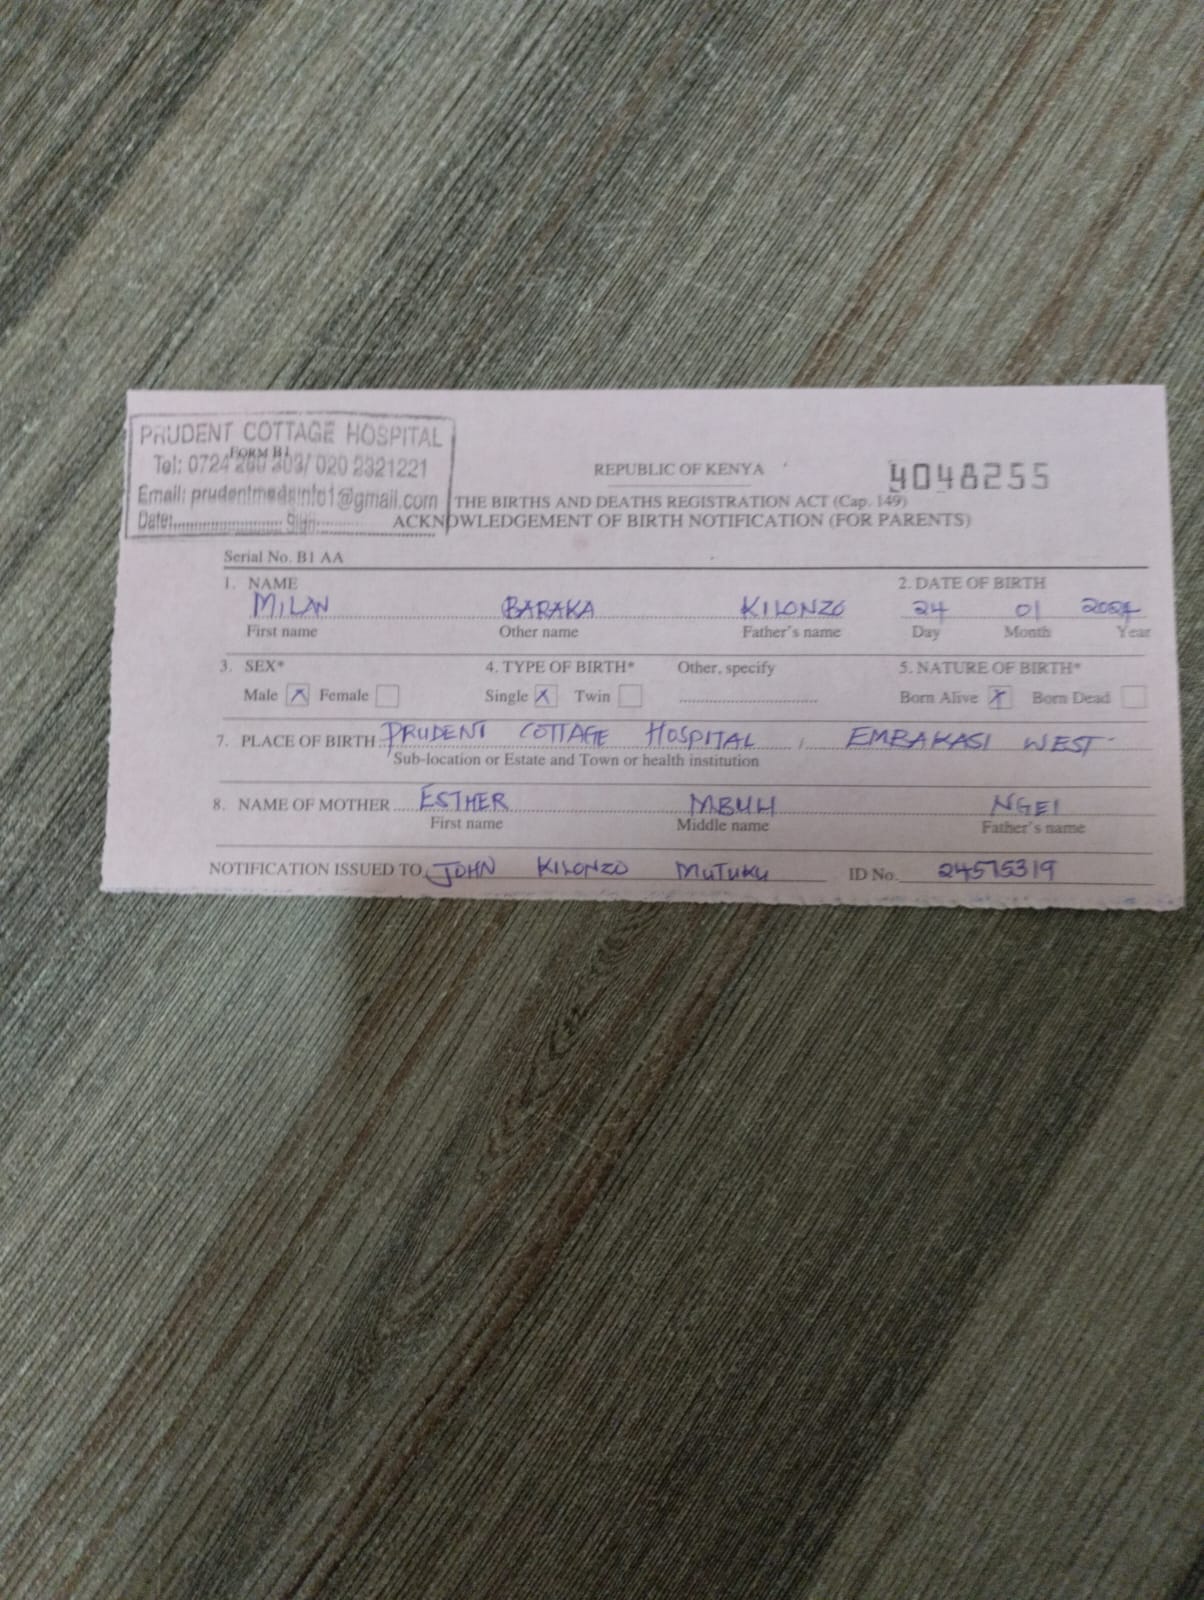 PRUDENT COTTAGE HOSPITAL
FORM B1
Tel: 0724 260 303/ 020 2321221
Email: prudentmedsinfo1@gmail.com
Date:........................ Sign:................
REPUBLIC OF KENYA
4048255
THE BIRTHS AND DEATHS REGISTRATION ACT (Cap. 149)
ACKNOWLEDGEMENT OF BIRTH NOTIFICATION (FOR PARENTS)
Serial No. B1 AA
1. NAME 2. DATE OF BIRTH
MILAN BARAKA KILONZO 24 01 2024
First name Other name Father's name Day Month Year
3. SEX* 4. TYPE OF BIRTH* Other, specify 5. NATURE OF BIRTH*
Male X Female Single X Twin ........................ Born Alive X Born Dead
7. PLACE OF BIRTH PRUDENT COTTAGE HOSPITAL, EMBAKASI WEST
Sub-location or Estate and Town or health institution
8. NAME OF MOTHER ESTHER MBUH NGEI
First name Middle name Father's name
NOTIFICATION ISSUED TO JOHN KILONZO MUTUKU ID No. 24575319